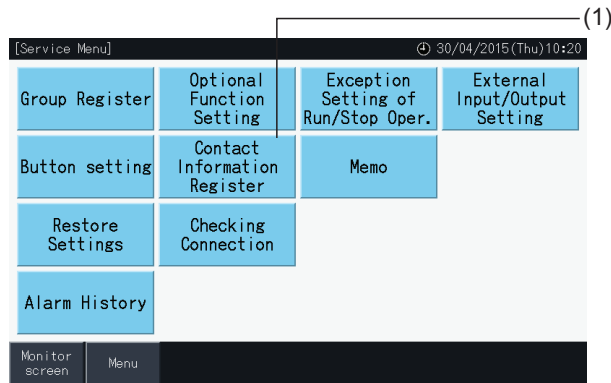 (1)
[Service Menu] 30/04/2015(Thu)10:20
Group Register
Optional
Function
Setting
Exception
Setting of
Run/Stop Oper.
External
Input/Output
Setting
Button setting
Contact
Information
Register
Memo
Restore
Settings
Checking
Connection
Alarm History
Monitor
screen
Menu